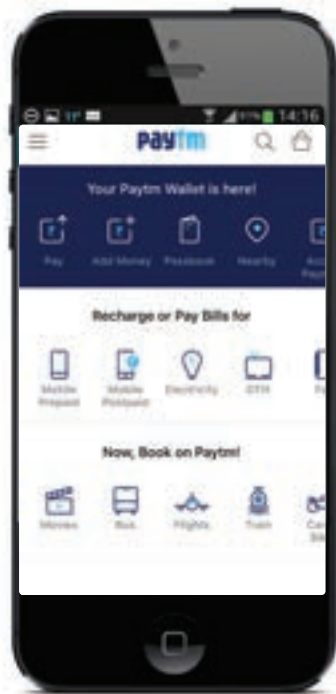 14:16
Paytm
Your Paytm Wallet is here!
Pay Add Money Passbook Nearby
Recharge or Pay Bills for
Mobile Prepaid
Mobile Postpaid
Electricity DTH
Now, Book on Paytm!
Movies Bus Flights Train